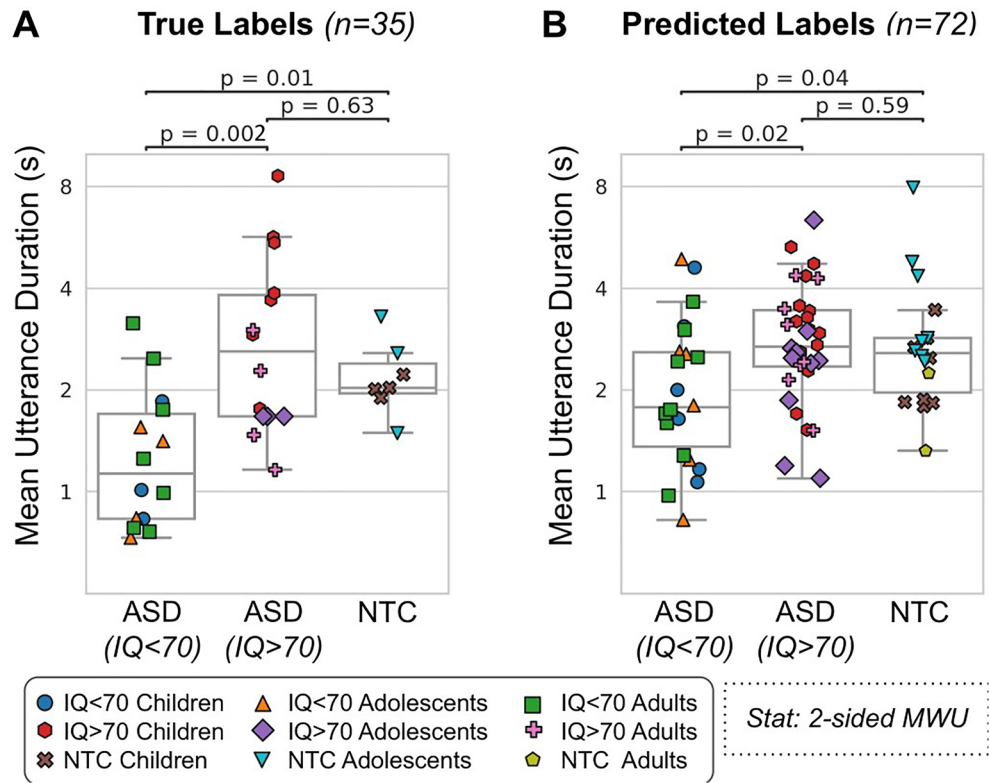 A True Labels (n=35)
p = 0.01
p = 0.63
p = 0.002
Mean Utterance Duration (s)
8
4
2
1
ASD
(IQ<70)
ASD
(IQ>70)
NTC
B Predicted Labels (n=72)
p = 0.04
p = 0.59
p = 0.02
Mean Utterance Duration (s)
8
4
2
1
ASD
(IQ<70)
ASD
(IQ>70)
NTC
IQ<70 Children IQ<70 Adolescents IQ<70 Adults
IQ>70 Children IQ>70 Adolescents IQ>70 Adults
NTC Children NTC Adolescents NTC Adults
Stat: 2-sided MWU